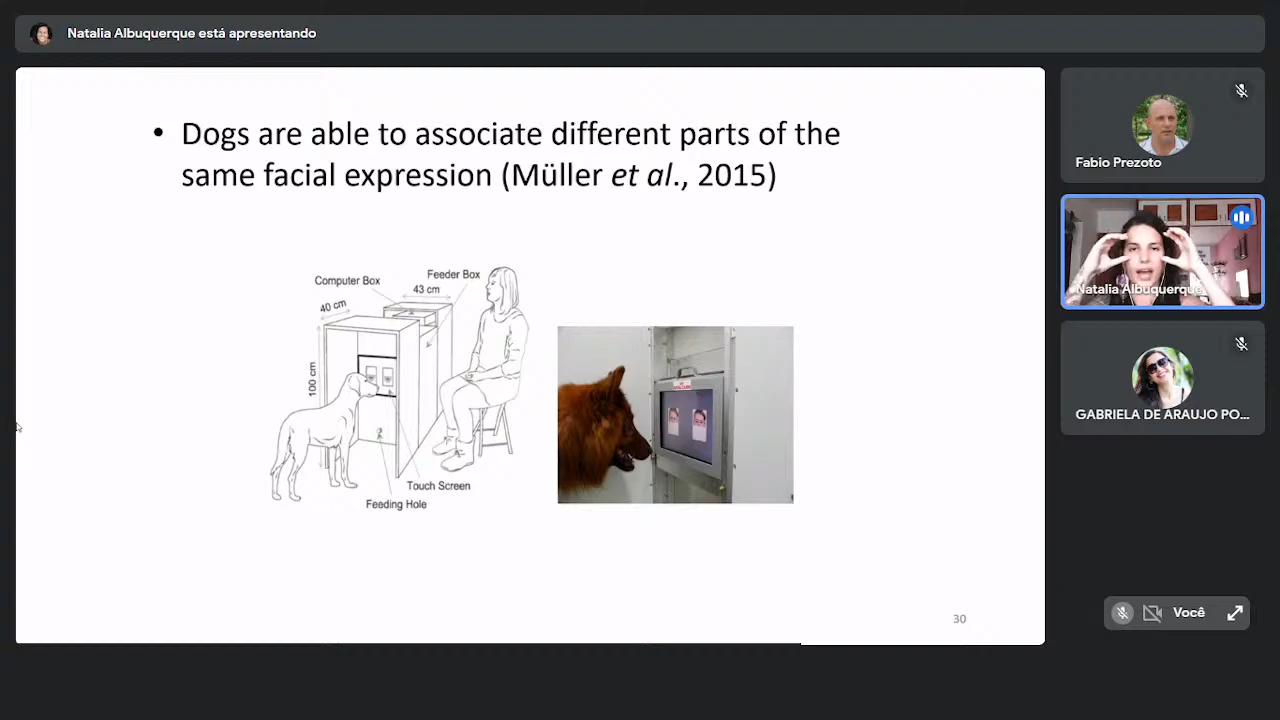 Natalia Albuquerque está apresentando
• Dogs are able to associate different parts of the
same facial expression (Müller et al., 2015)
Computer Box
Feeder Box
43 cm
40 cm
100 cm
Touch Screen
Feeding Hole
30
Fabio Prezoto
Natalia Albuquerque
1
GABRIELA DE ARAUJO PO...
Você